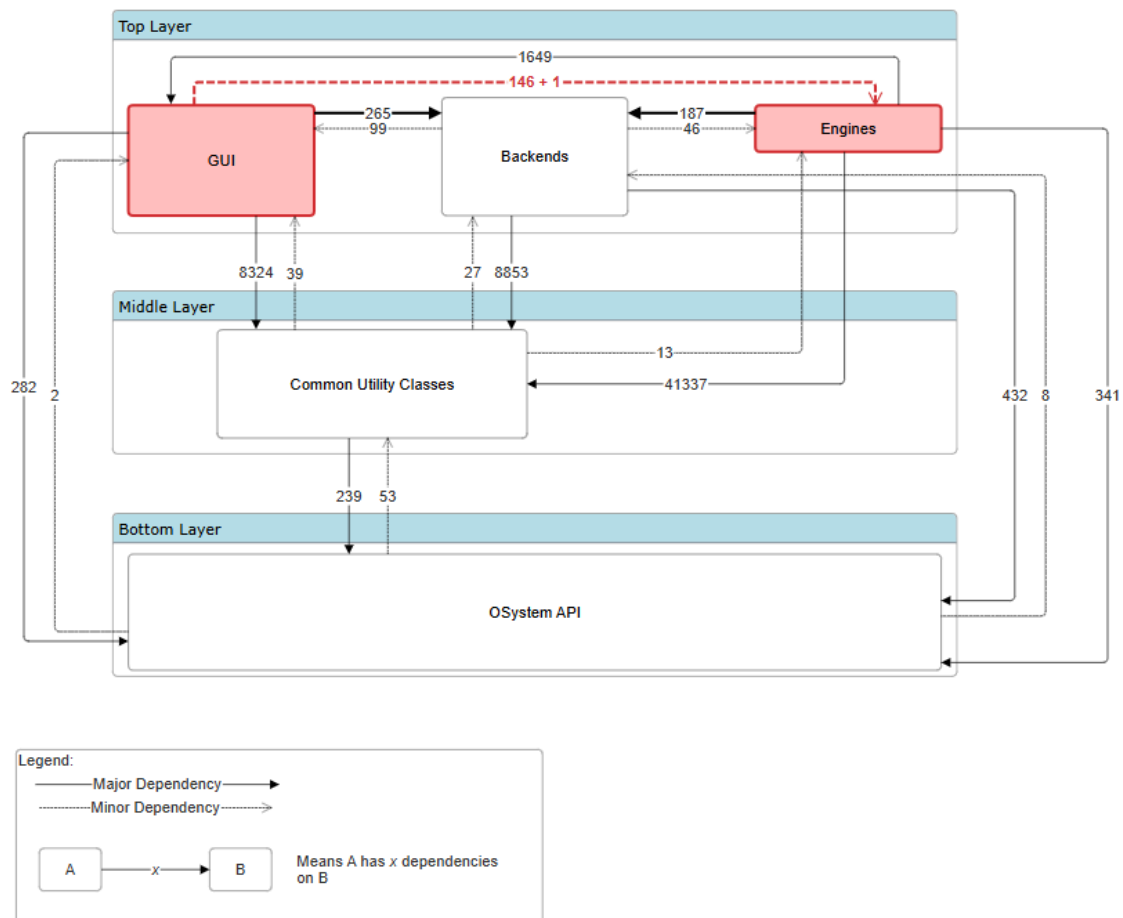 Top Layer
1649
146 + 1
265
187
99
46
GUI
Backends
Engines
8324
39
27
8853
Middle Layer
13
Common Utility Classes
41337
282
2
432
8
341
239
53
Bottom Layer
OSystem API
Legend:
Major Dependency
Minor Dependency
A
x
B
Means A has x dependencies
on B